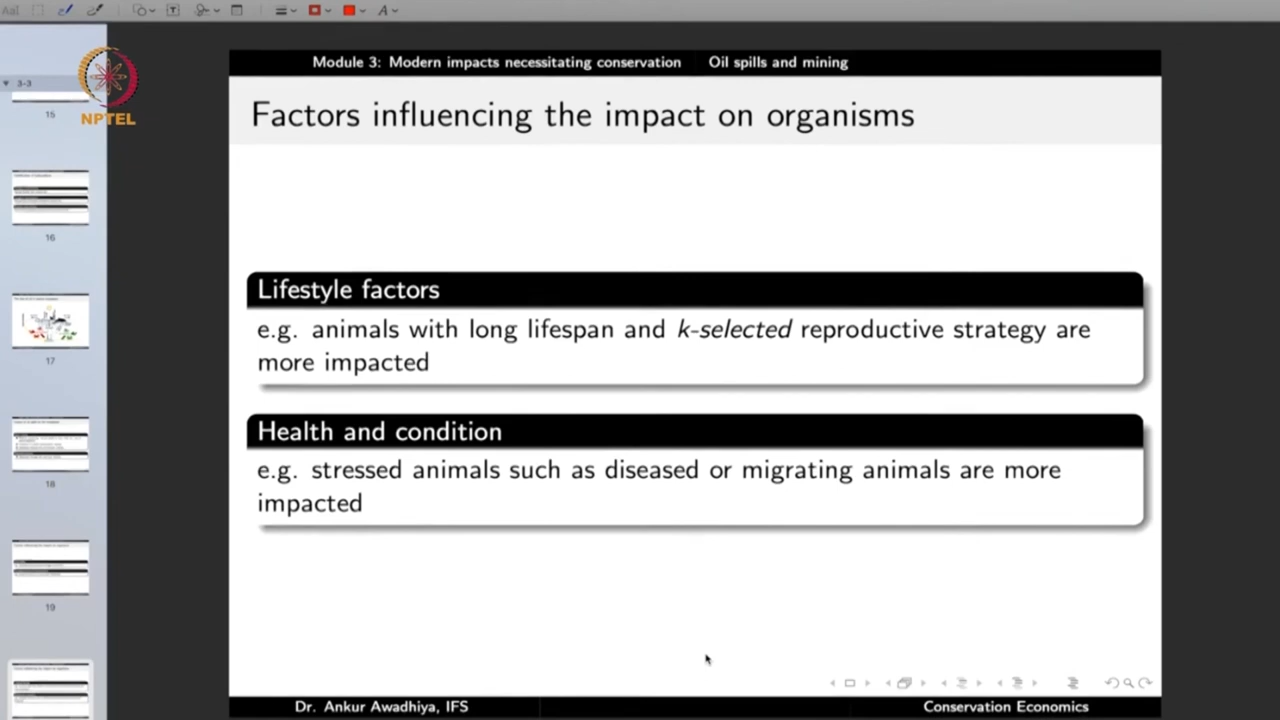 3-3
NPTEL
15
16
17
18
19
Module 3: Modern impacts necessitating conservation Oil spills and mining
Factors influencing the impact on organisms
Lifestyle factors
e.g. animals with long lifespan and k-selected reproductive strategy are
more impacted
Health and condition
e.g. stressed animals such as diseased or migrating animals are more
impacted
Dr. Ankur Awadhiya, IFS Conservation Economics